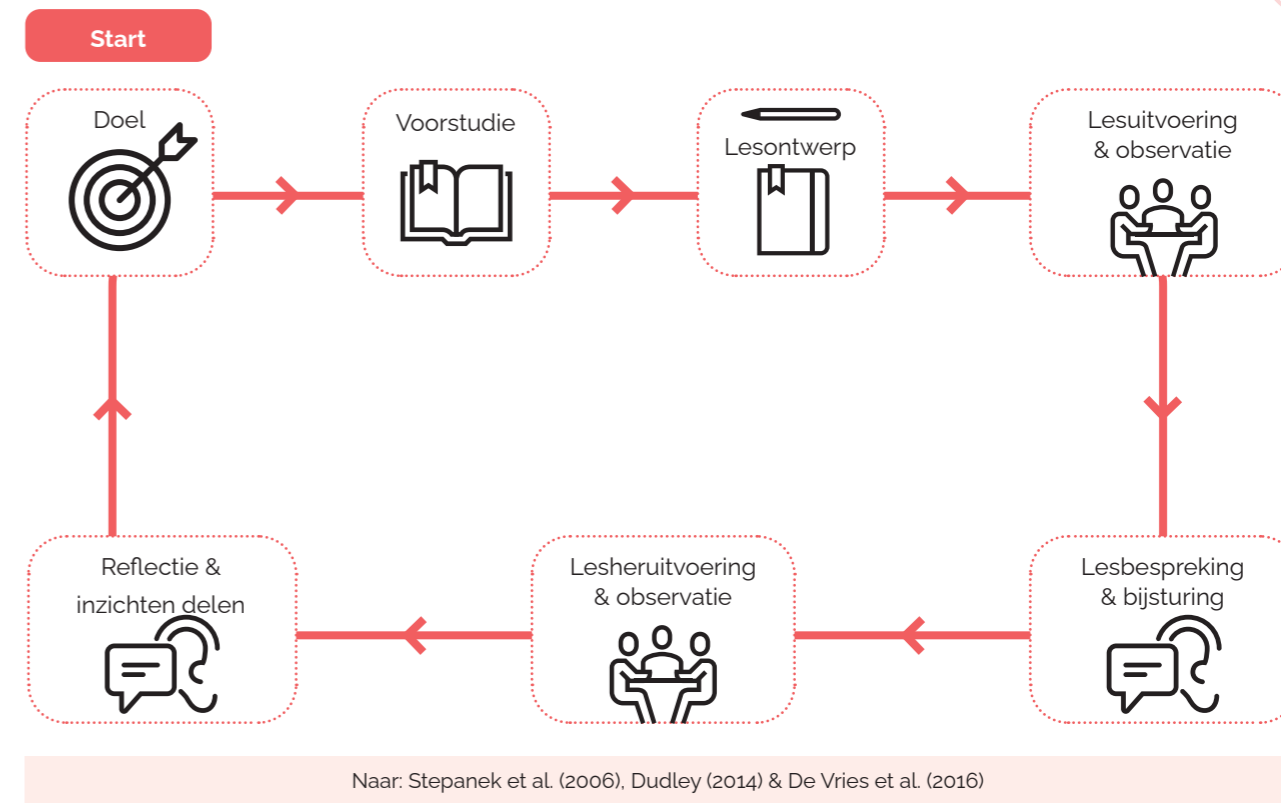 Start
Doel
Voorstudie
Lesontwerp
Lesuitvoering
& observatie
Lesbespreking
& bijsturing
Lesheruitvoering
& observatie
Reflectie &
inzichten delen
Naar: Stepanek et al. (2006), Dudley (2014) & De Vries et al. (2016)